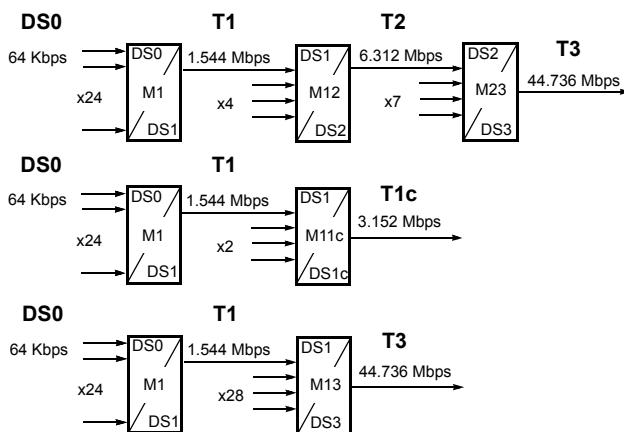 DS0 T1 T2 T3
64 Kbps DS0 1.544 Mbps DS1 6.312 Mbps DS2 44.736 Mbps
x24 M1 x4 M12 x7 M23
DS1 DS2 DS3
DS0 T1 T1c
64 Kbps DS0 1.544 Mbps DS1 3.152 Mbps
x24 M1 x2 M11c
DS1 DS1c
DS0 T1 T3
64 Kbps DS0 1.544 Mbps DS1 44.736 Mbps
x24 M1 x28 M13
DS1 DS3